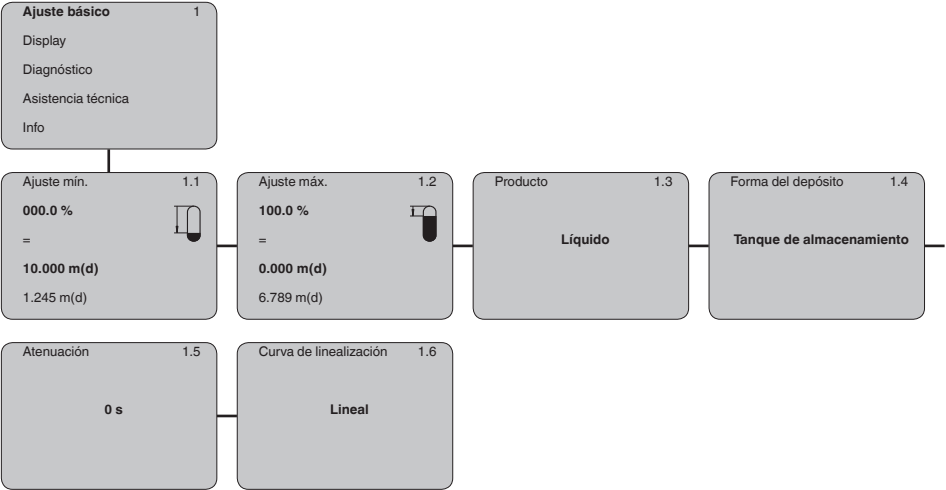 Ajuste básico 1
Display
Diagnóstico
Asistencia técnica
Info
Ajuste mín. 1.1
000.0 %
=
10.000 m(d)
1.245 m(d)
Ajuste máx. 1.2
100.0 %
=
0.000 m(d)
6.789 m(d)
Producto 1.3
Líquido
Forma del depósito 1.4
Tanque de almacenamiento
Atenuación 1.5
0 s
Curva de linealización 1.6
Lineal